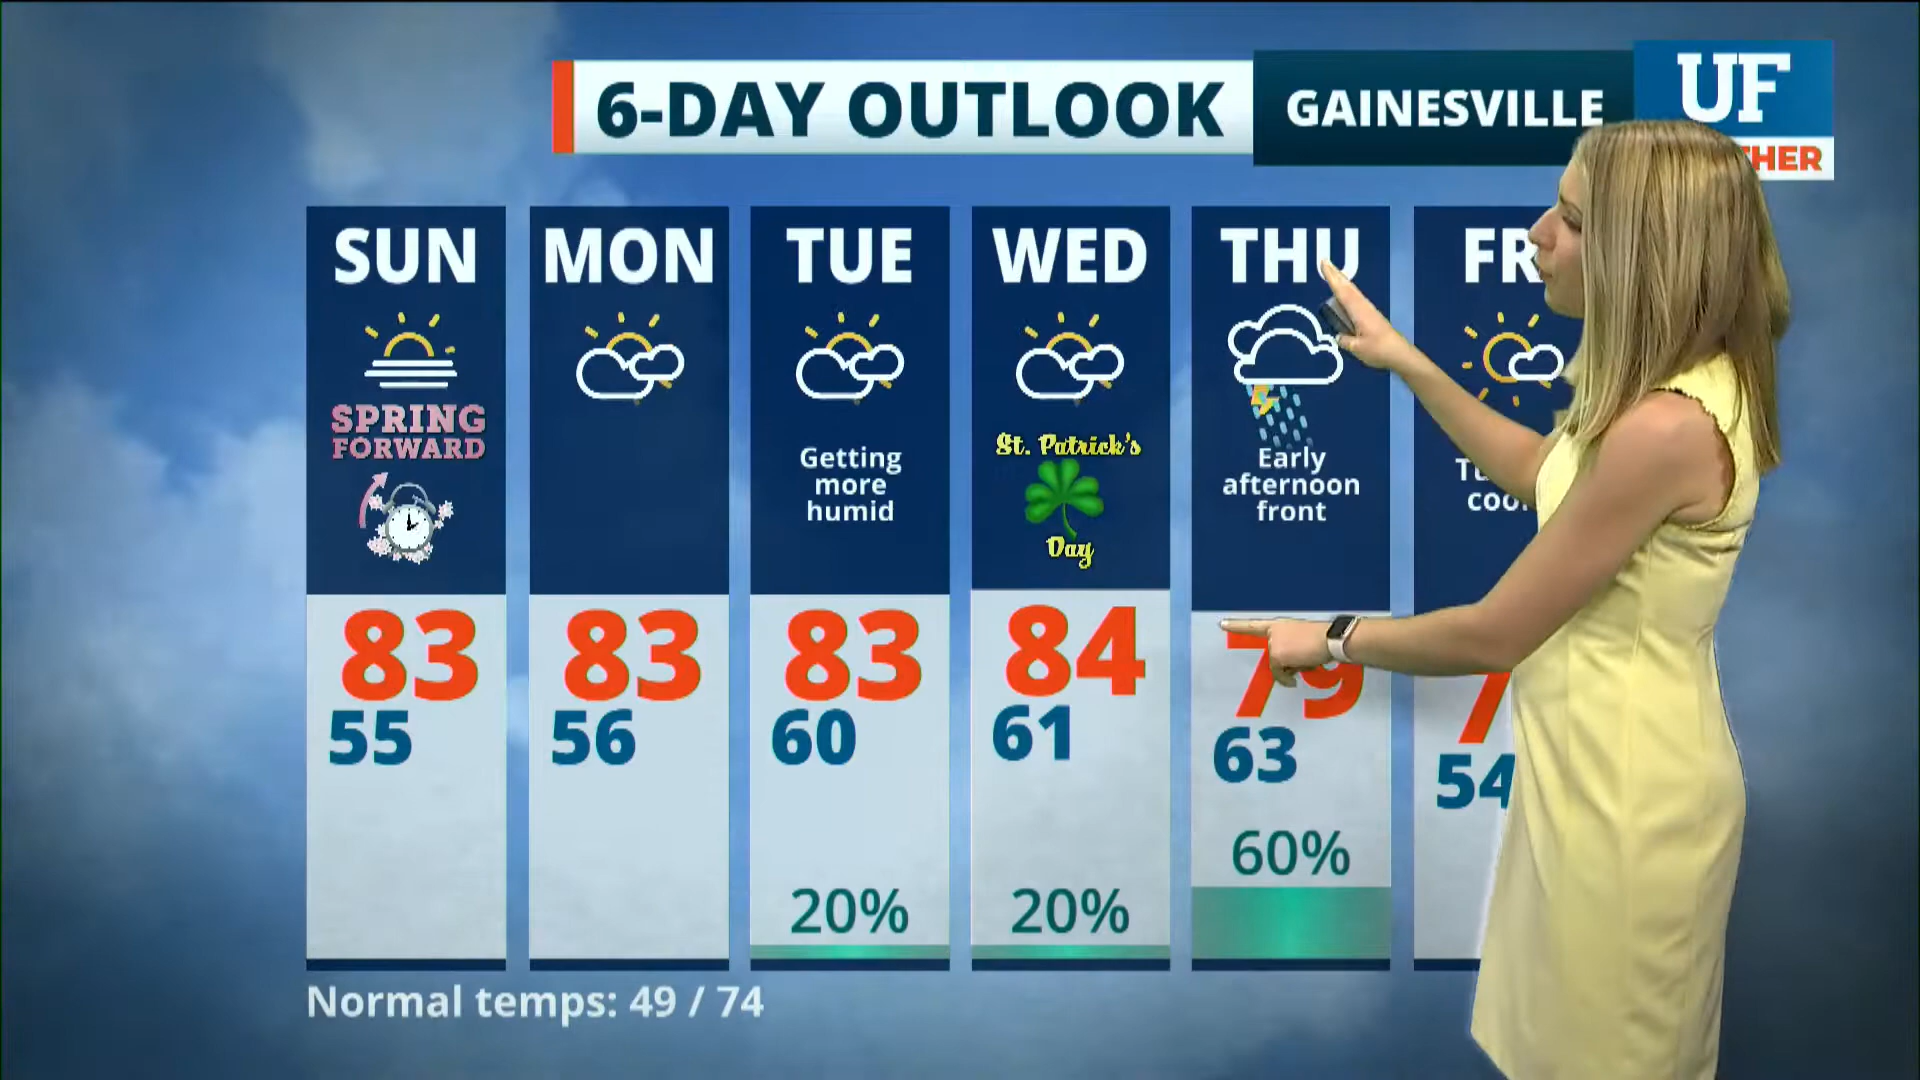 6-DAY OUTLOOK
GAINESVILLE
UF
SUN
MON
TUE
WED
THU
SPRING
FORWARD
Getting
more
humid
St. Patrick's
Day
Early
afternoon
front
83
55
83
56
83
60
20%
84
61
20%
79
63
60%
54
Normal temps: 49 / 74